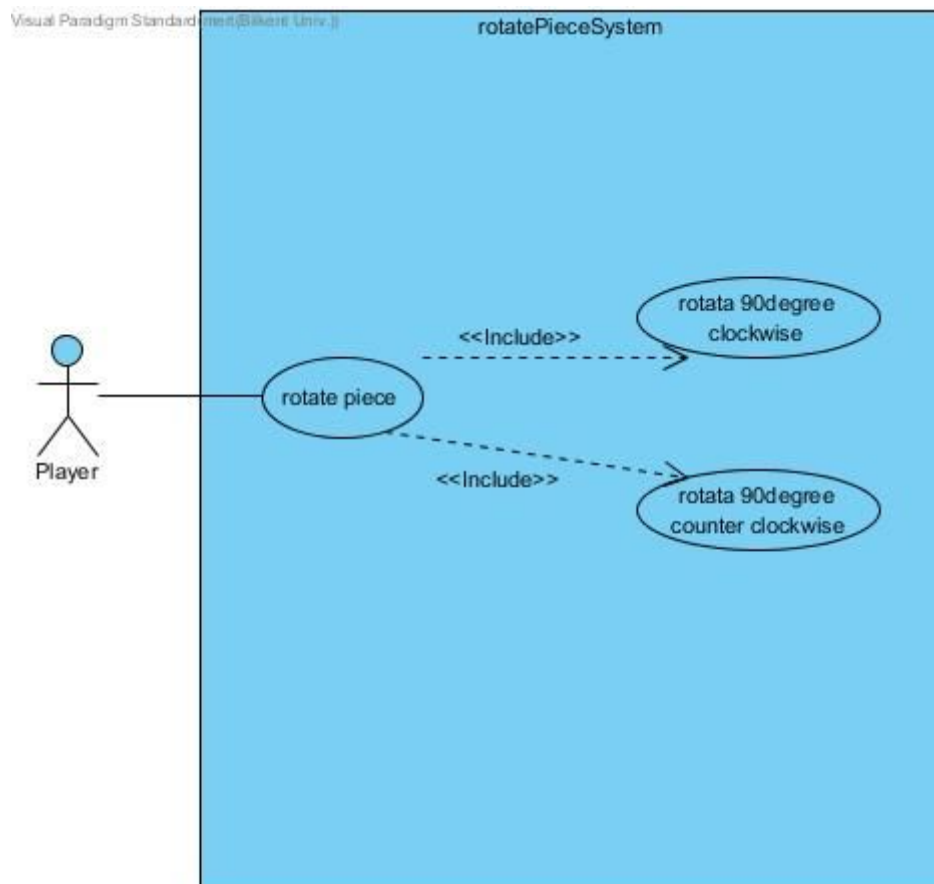 Visual Paradigm Standard
rotatePieceSystem
rotata 90degree
clockwise
<<Include>>
rotate piece
Player
<<Include>>
rotata 90degree
counter clockwise